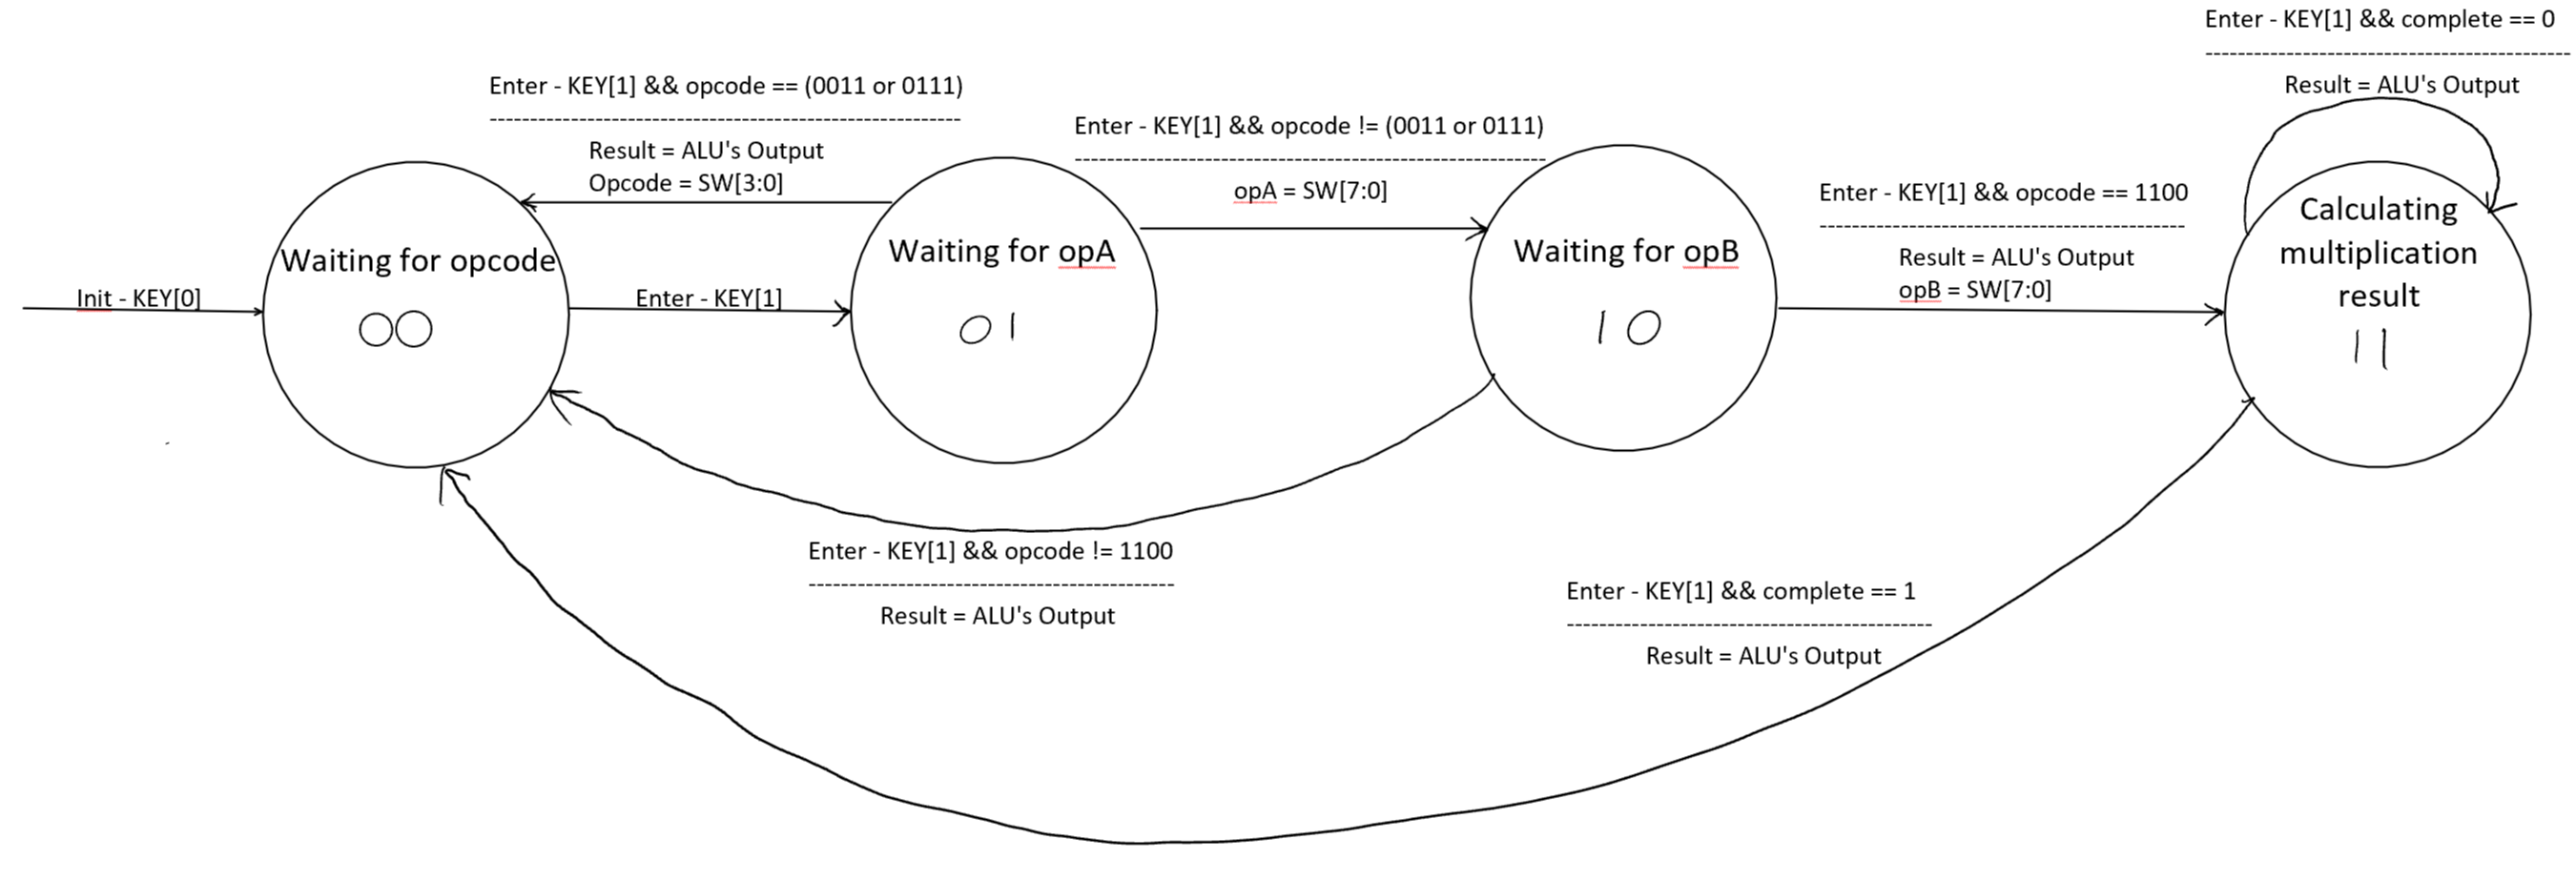 Enter - KEY[1] && complete == 0
---------------------------------------------
Result = ALU's Output
Enter - KEY[1] && opcode == (0011 or 0111)
----------------------------------------------------------
Result = ALU's Output
Opcode = SW[3:0]
Enter - KEY[1] && opcode != (0011 or 0111)
----------------------------------------------------------
opA = SW[7:0]
Enter - KEY[1] && opcode == 1100
---------------------------------------------
Result = ALU's Output
opB = SW[7:0]
Init - KEY[0]
Waiting for opcode
00
Enter - KEY[1]
Waiting for opA
01
Waiting for opB
10
Calculating
multiplication
result
11
Enter - KEY[1] && opcode != 1100
---------------------------------------------
Result = ALU's Output
Enter - KEY[1] && complete == 1
---------------------------------------------
Result = ALU's Output